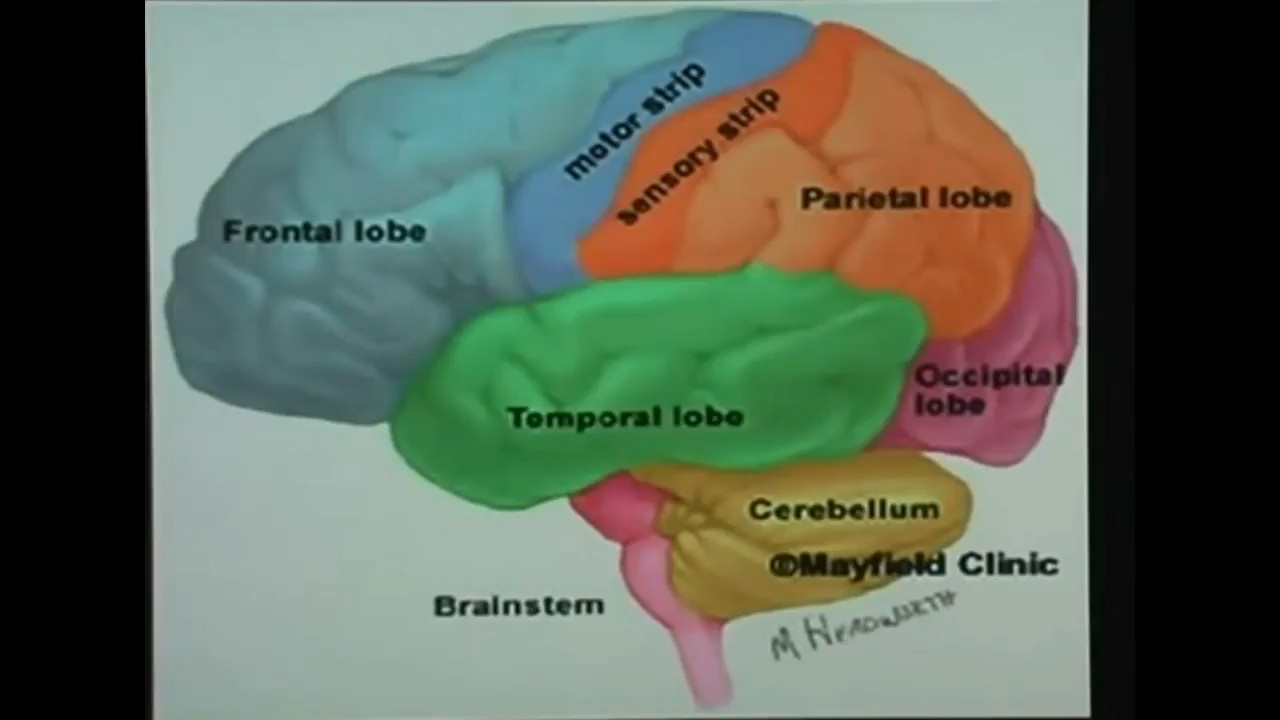 motor strip
sensory strip
Parietal lobe
Frontal lobe
Occipital
lobe
Temporal lobe
Cerebellum
©Mayfield Clinic
Brainstem
M